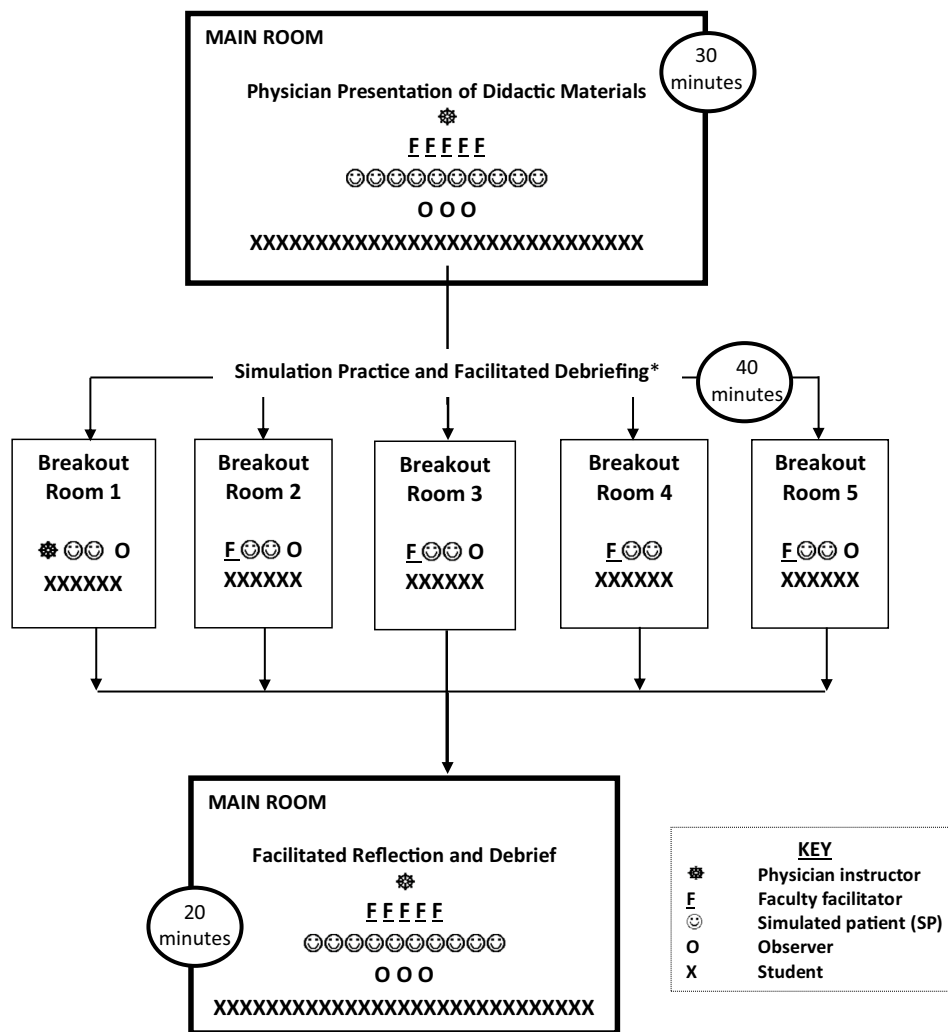 MAIN ROOM
30
minutes
Physician Presentation of Didactic Materials
☸
F F F F F
☺☺☺☺☺☺☺☺☺☺
O O O
XXXXXXXXXXXXXXXXXXXXXXXXXXXXXX
Simulation Practice and Facilitated Debriefing*
40
minutes
Breakout
Room 1
☸ ☺☺ O
XXXXXX
Breakout
Room 2
F ☺☺ O
XXXXXX
Breakout
Room 3
F ☺☺ O
XXXXXX
Breakout
Room 4
F ☺☺
XXXXXX
Breakout
Room 5
F ☺☺ O
XXXXXX
MAIN ROOM
Facilitated Reflection and Debrief
☸
20
minutes
F F F F F
☺☺☺☺☺☺☺☺☺☺
O O O
XXXXXXXXXXXXXXXXXXXXXXXXXXXXX
KEY
☸ Physician instructor
F Faculty facilitator
☺ Simulated patient (SP)
O Observer
X Student